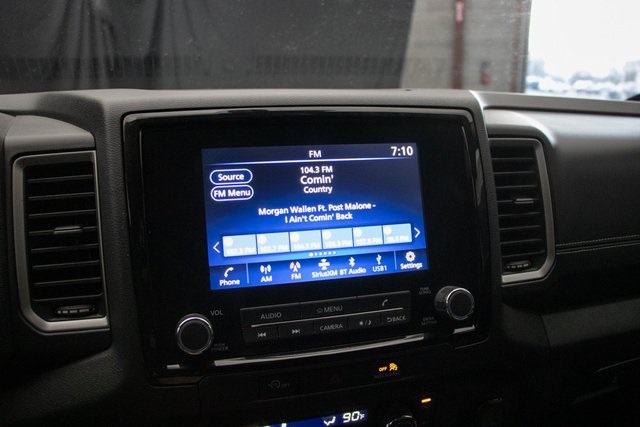 FM
7:10
Source
FM Menu
104.3 FM
Comin'
Country
Morgan Wallen Ft. Post Malone -
I Ain't Comin' Back
Phone
AM
FM
SiriusXM
BT Audio
USB1
Settings
VOL
AUDIO
MENU
CAMERA
BACK
OFF
90°F